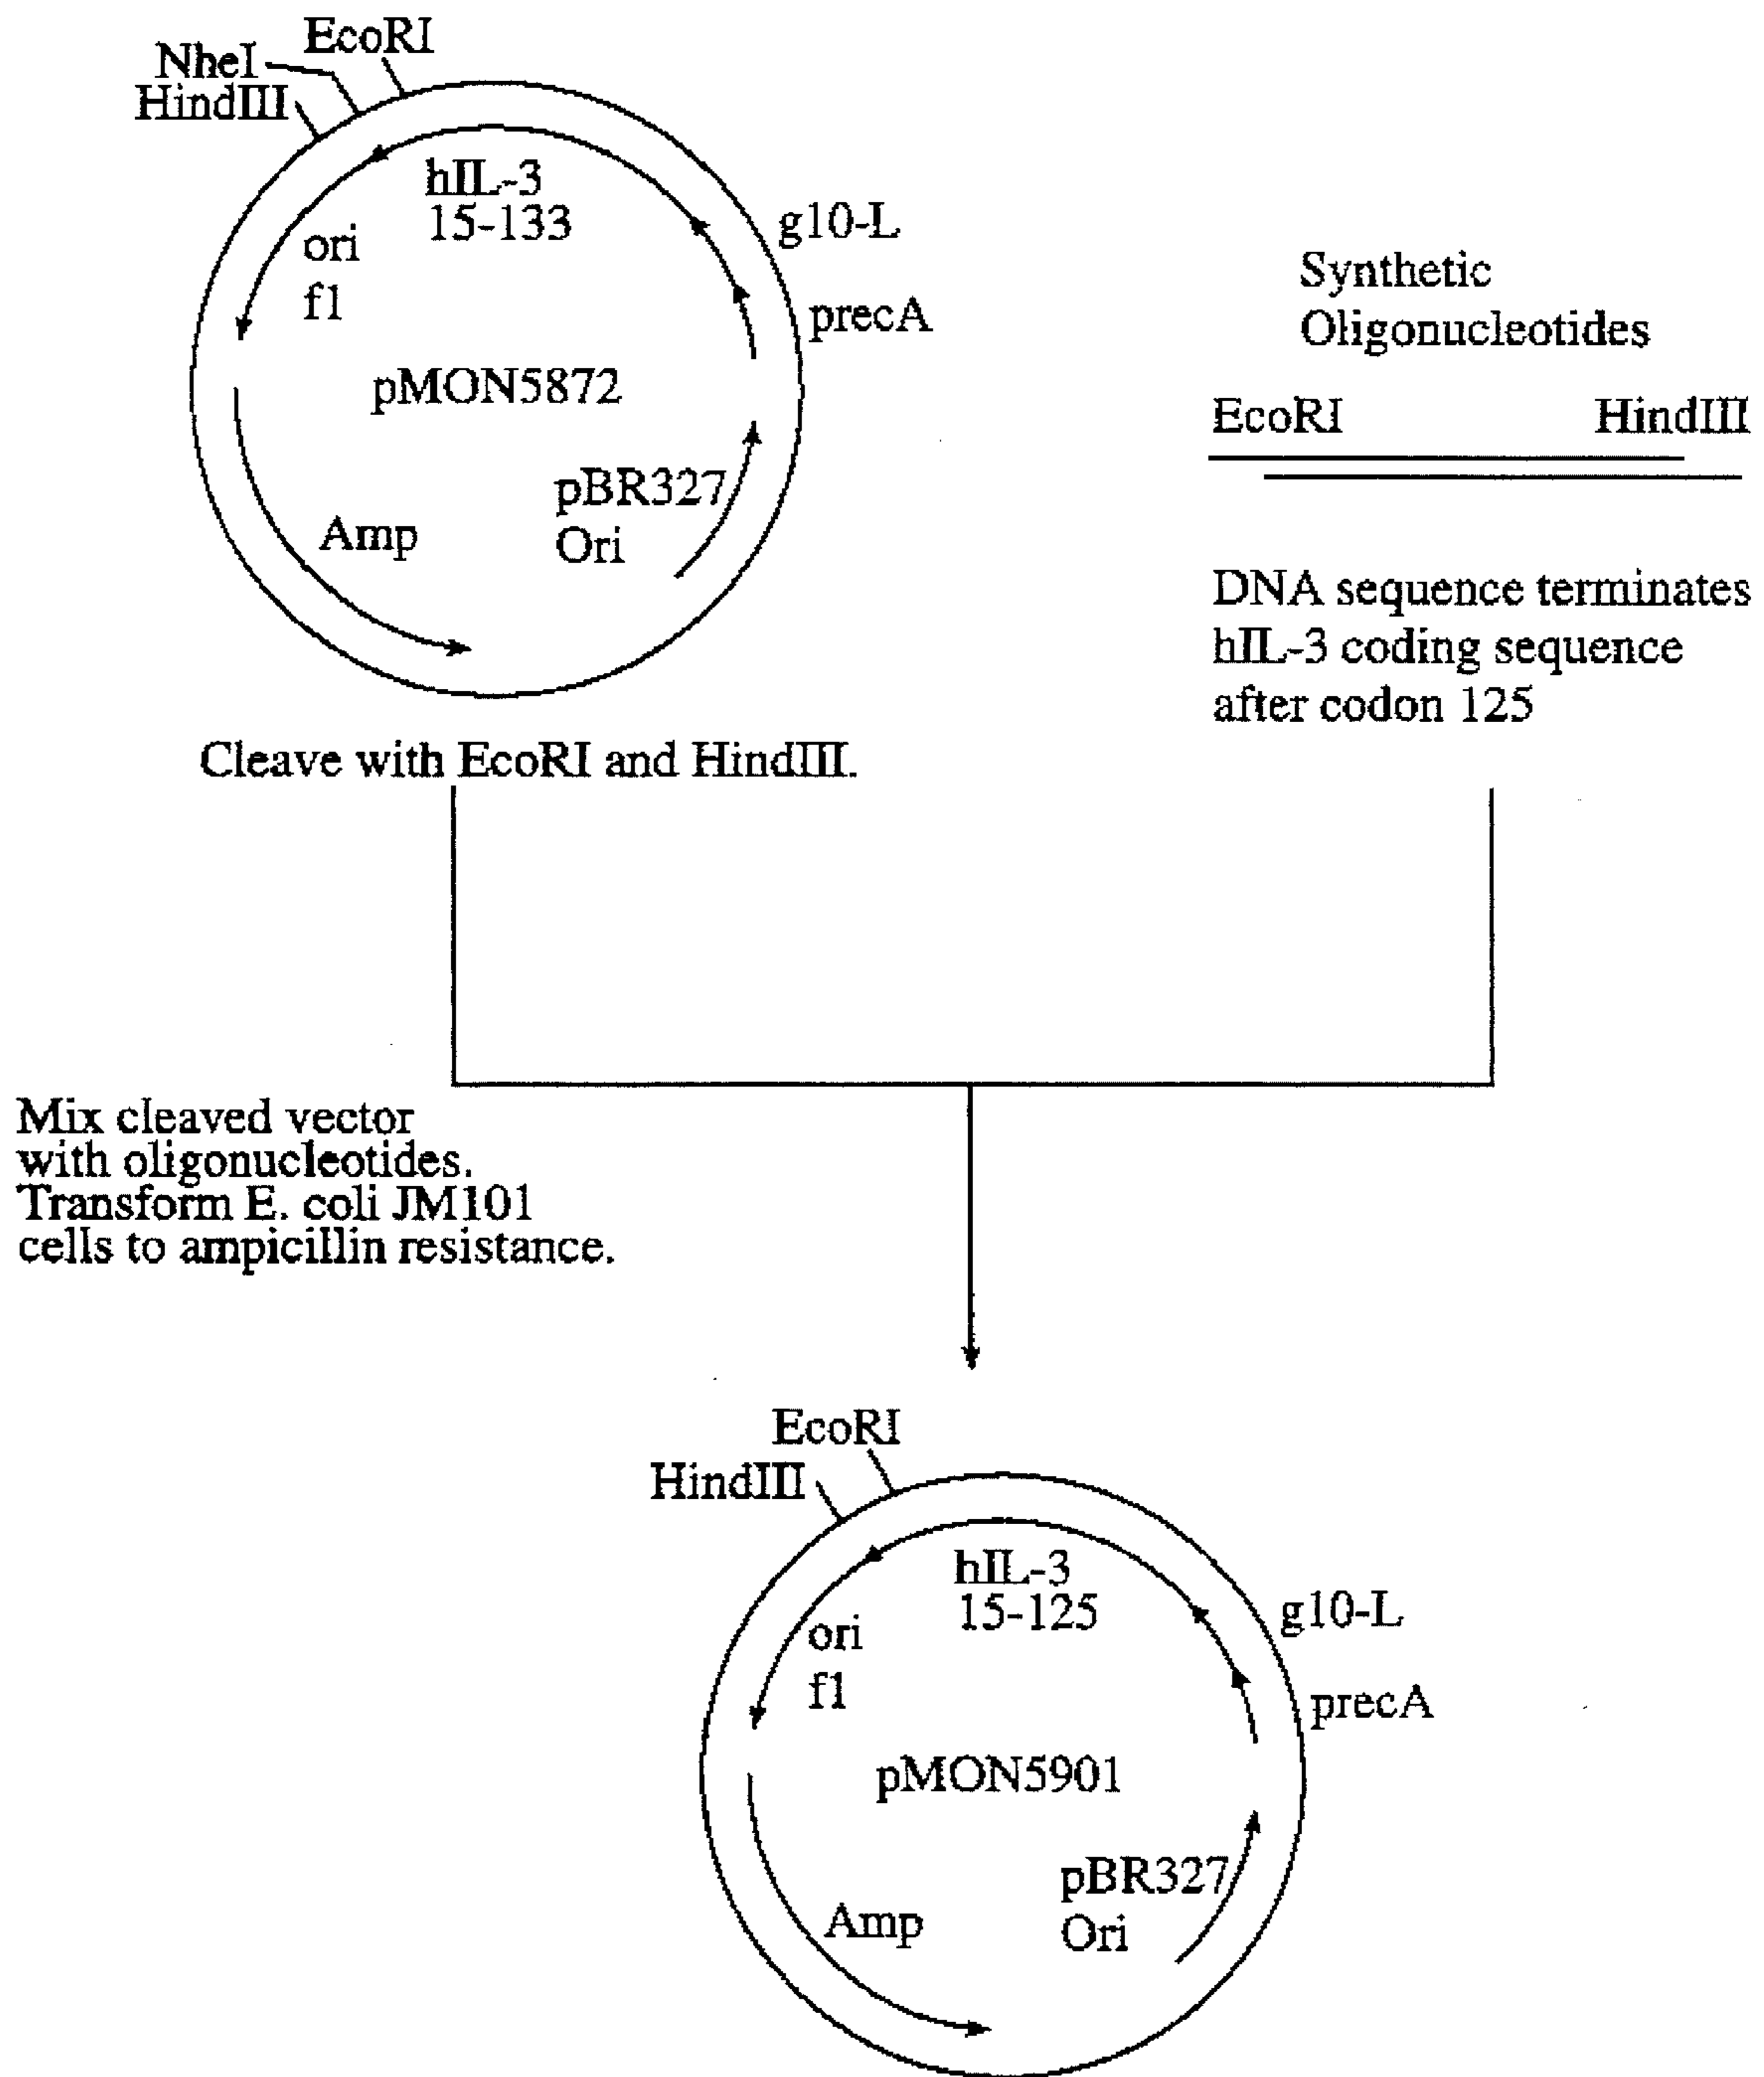 EcoRI
NheI
HindIII
hIL-3
15-133
g10-L
ori
f1
precA
pMON5872
pBR327
Ori
Amp
Synthetic
Oligonucleotides
EcoRI HindIII
DNA sequence terminates
hIL-3 coding sequence
after codon 125
Cleave with EcoRI and HindIII.
Mix cleaved vector
with oligonucleotides.
Transform E. coli JM101
cells to ampicillin resistance.
EcoRI
HindIII
hIL-3
15-125
g10-L
ori
f1
precA
pMON5901
pBR327
Ori
Amp